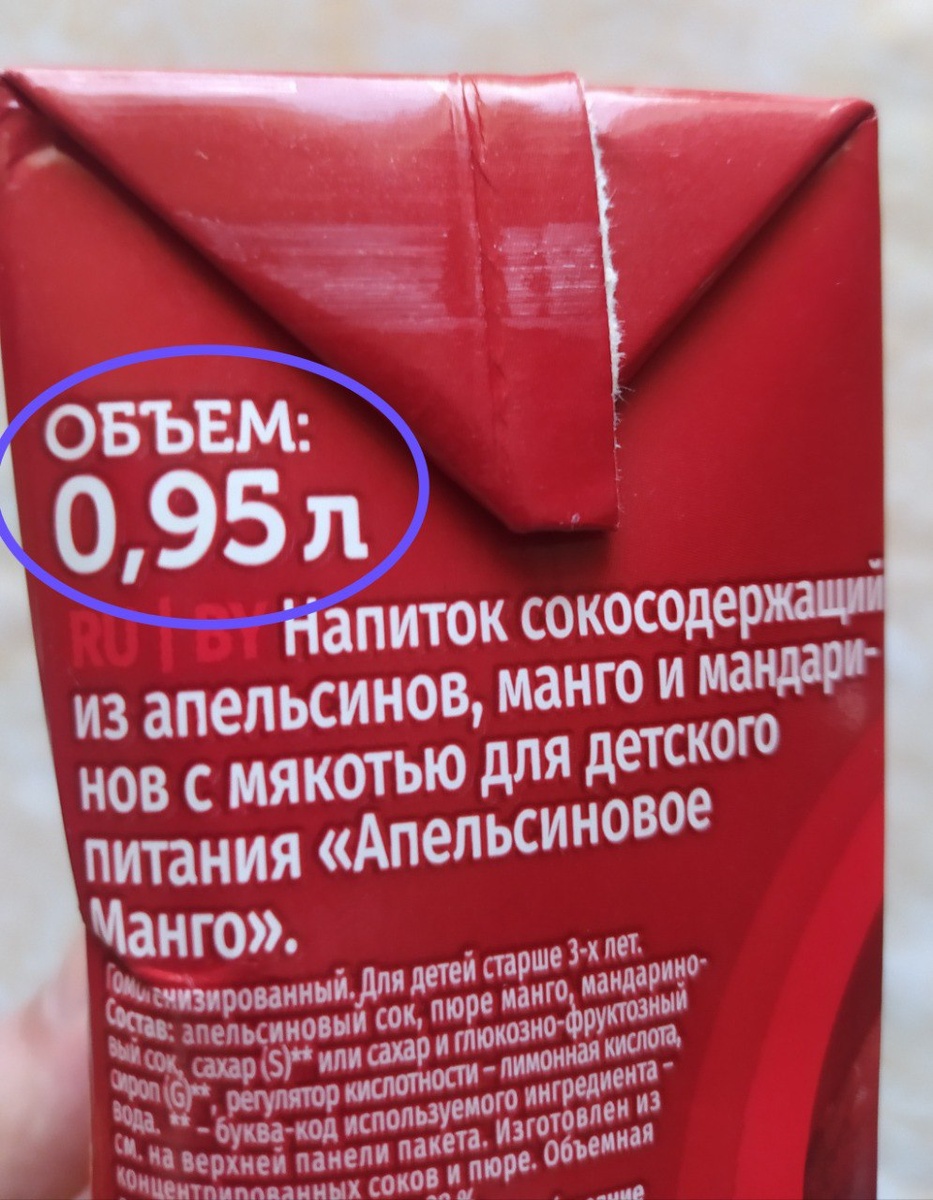 ОБЪЕМ:
0,95 л
RU | BY Напиток сокосодержащий
из апельсинов, манго и мандари-
нов с мякотью для детского
питания «Апельсиновое
Манго».
Гомогенизированный. Для детей старше 3-х лет.
Состав: апельсиновый сок, пюре манго, мандарино-
вый сок, сахар (S)** или сахар и глюкозно-фруктозный
сироп (G)**, регулятор кислотности – лимонная кислота,
вода. ** – буква-код используемого ингредиента –
см. на верхней панели пакета. Изготовлен из
концентрированных соков и пюре. Объемная